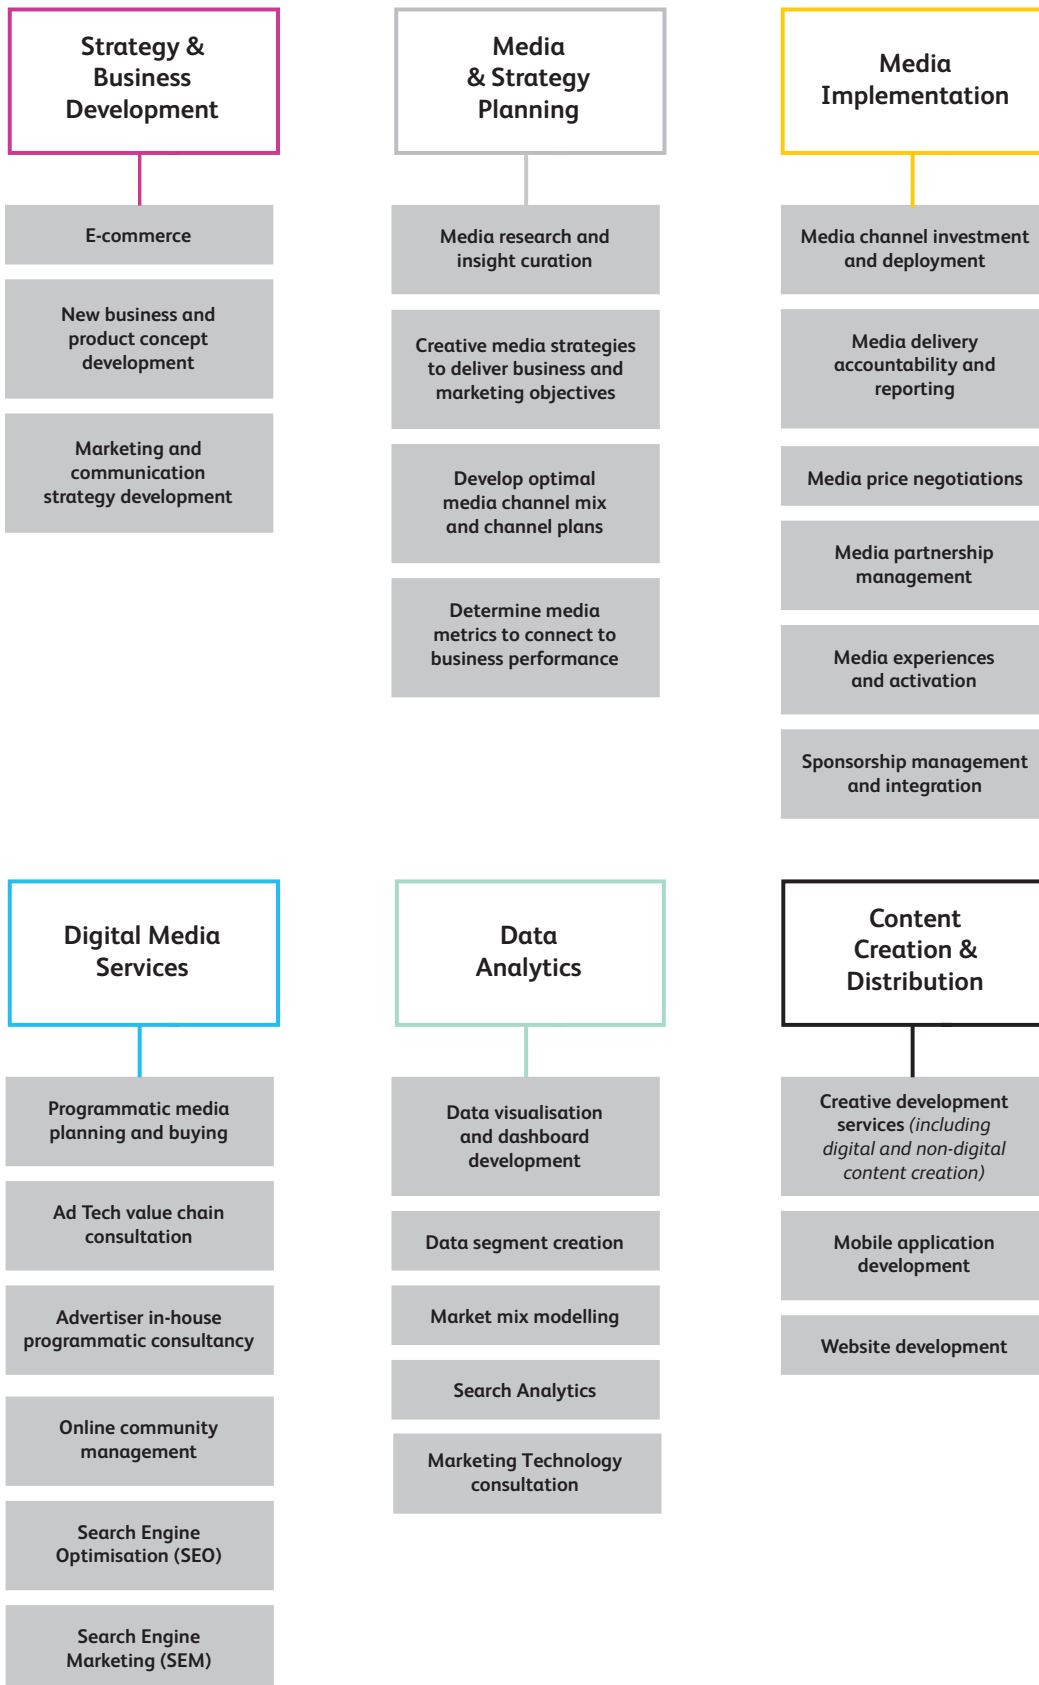 Strategy &
Business
Development
E-commerce
New business and
product concept
development
Marketing and
communication
strategy development
Media
& Strategy
Planning
Media research and
insight curation
Creative media strategies
to deliver business and
marketing objectives
Develop optimal
media channel mix
and channel plans
Determine media
metrics to connect to
business performance
Media
Implementation
Media channel investment
and deployment
Media delivery
accountability and
reporting
Media price negotiations
Media partnership
management
Media experiences
and activation
Sponsorship management
and integration
Digital Media
Services
Programmatic media
planning and buying
Ad Tech value chain
consultation
Advertiser in-house
programmatic consultancy
Online community
management
Search Engine
Optimisation (SEO)
Search Engine
Marketing (SEM)
Data
Analytics
Data visualisation
and dashboard
development
Data segment creation
Market mix modelling
Search Analytics
Marketing Technology
consultation
Content
Creation &
Distribution
Creative development
services (including
digital and non-digital
content creation)
Mobile application
development
Website development